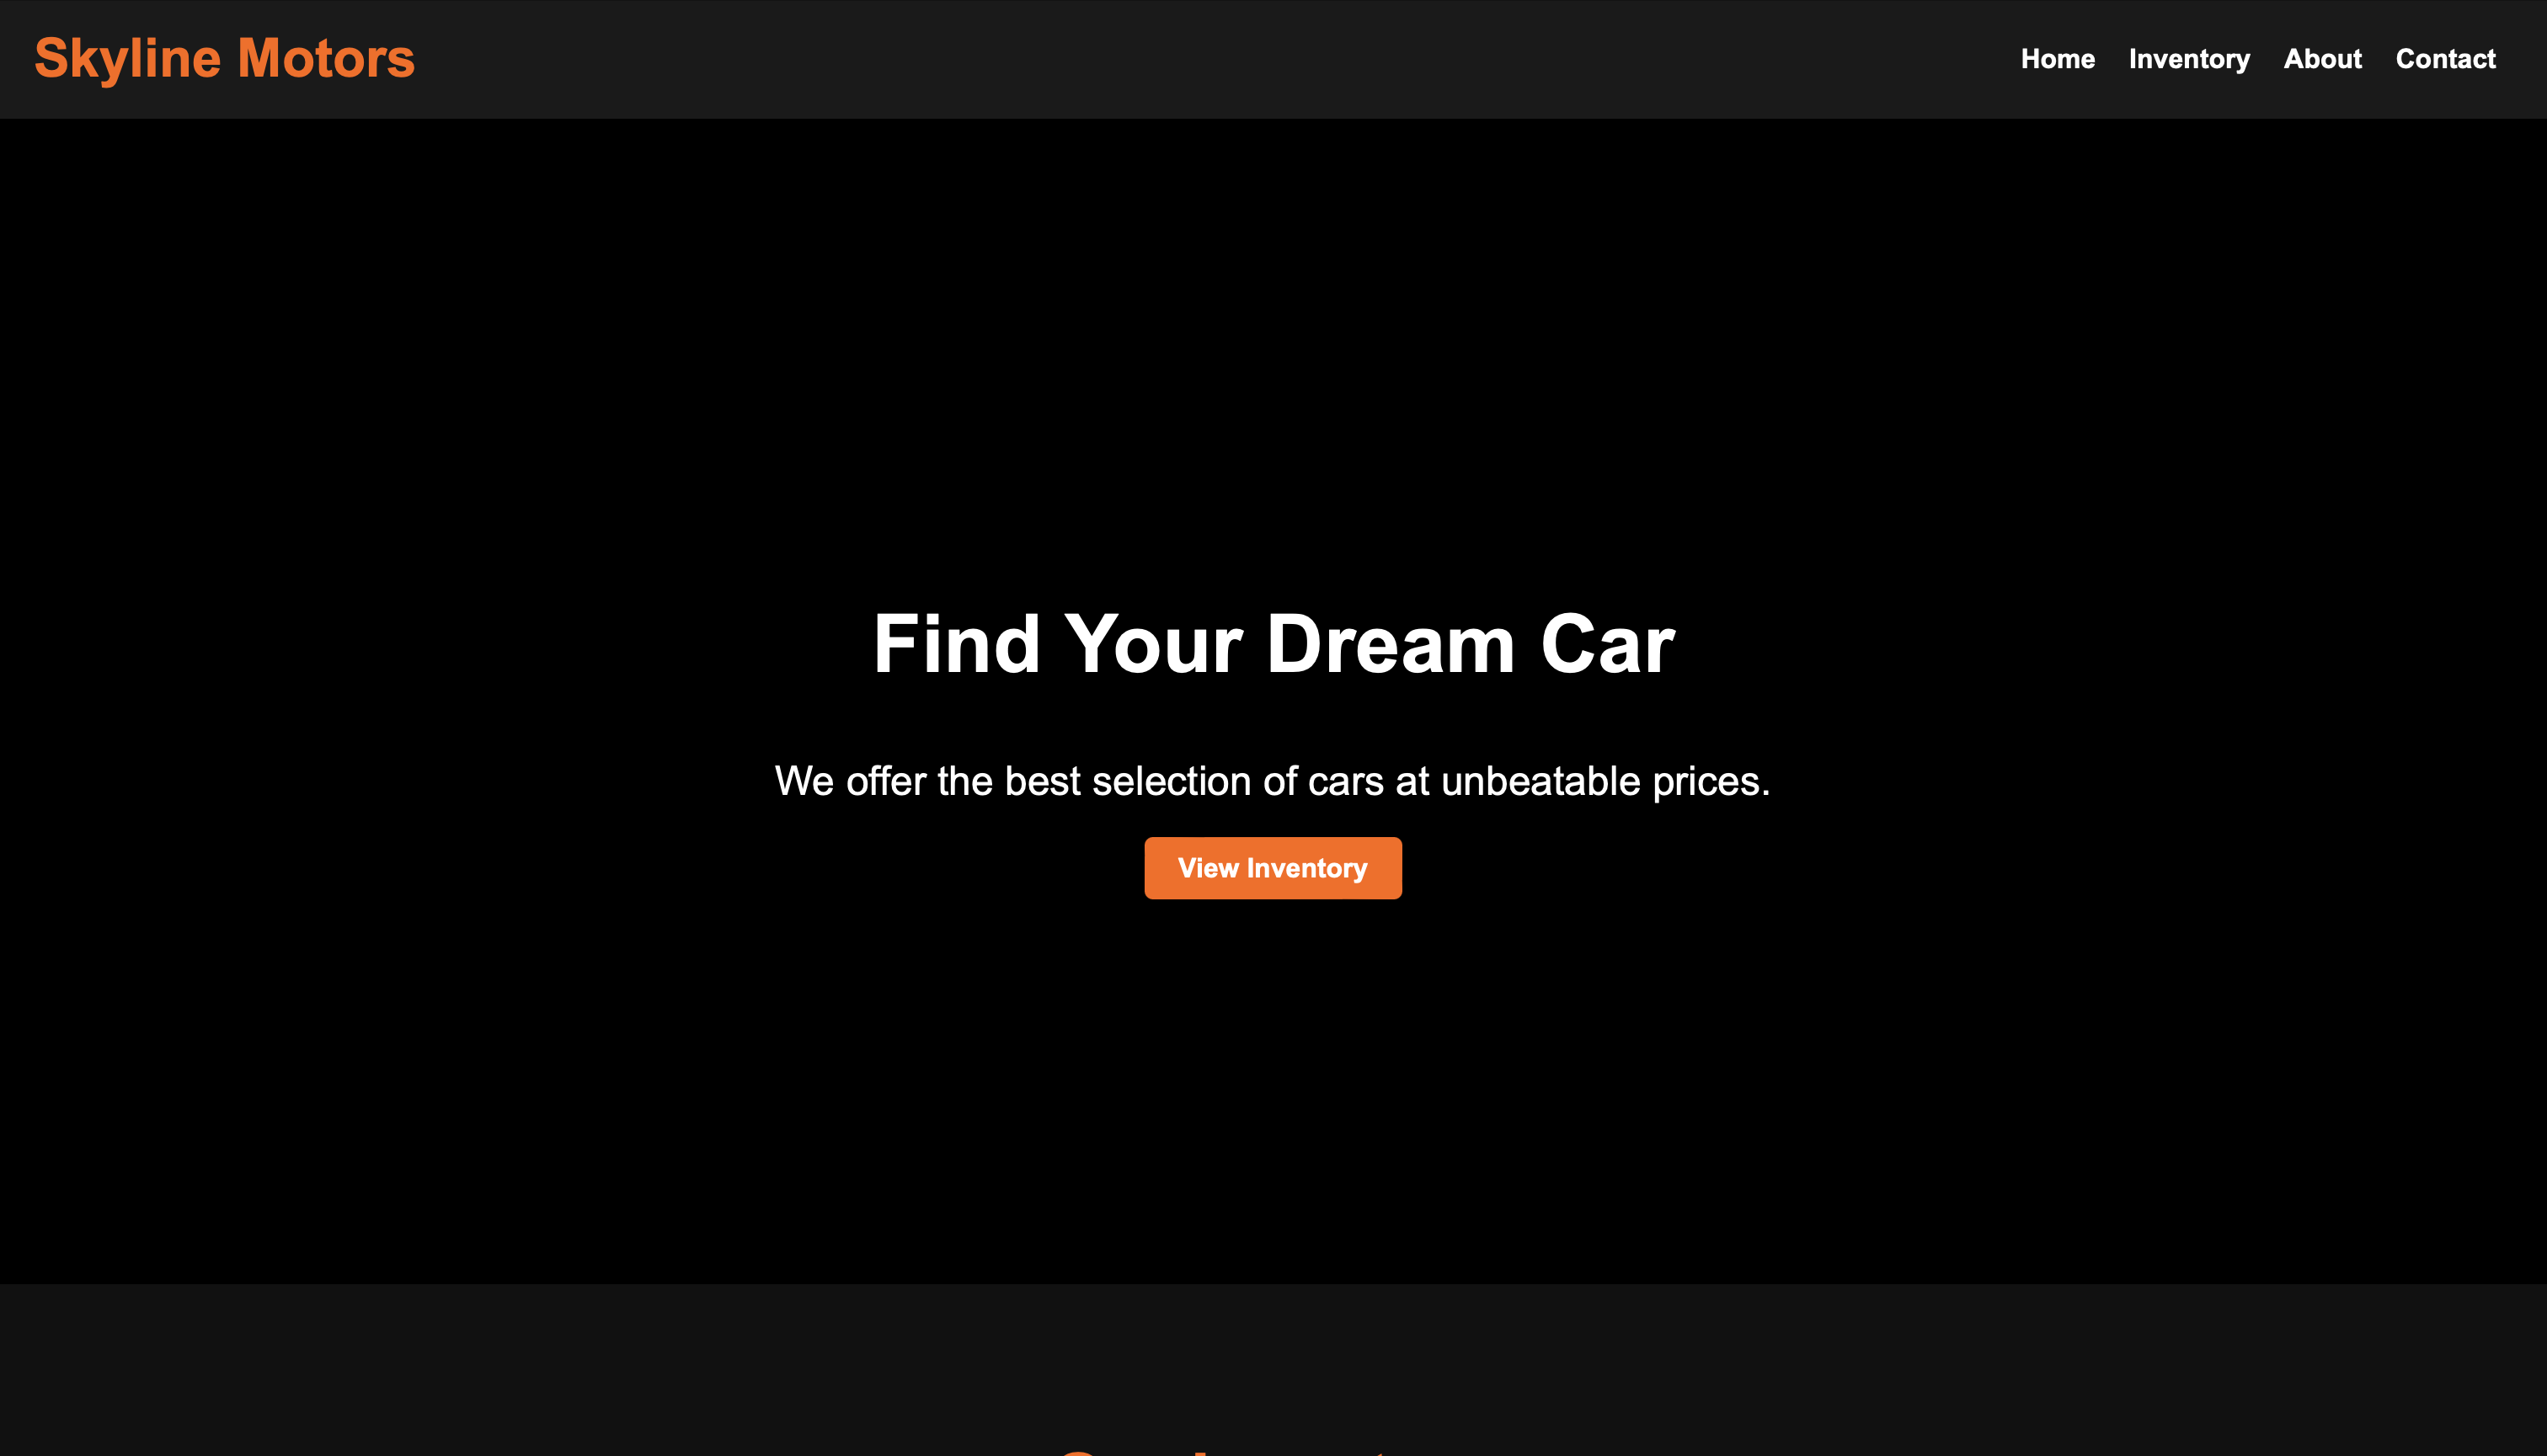 Skyline Motors
Home Inventory About Contact
Find Your Dream Car
We offer the best selection of cars at unbeatable prices.
View Inventory